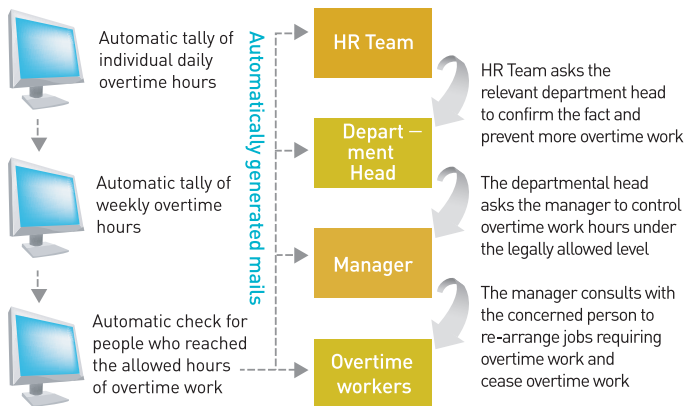 Automatic tally of
individual daily
overtime hours
Automatic tally of
weekly overtime
hours
Automatic check for
people who reached
the allowed hours
of overtime work
Automatically generated mails
HR Team
Depart –
ment
Head
Manager
Overtime
workers
HR Team asks the
relevant department head
to confirm the fact and
prevent more overtime work
The departmental head
asks the manager to control
overtime work hours under
the legally allowed level
The manager consults with
the concerned person to
re-arrange jobs requiring
overtime work and
cease overtime work